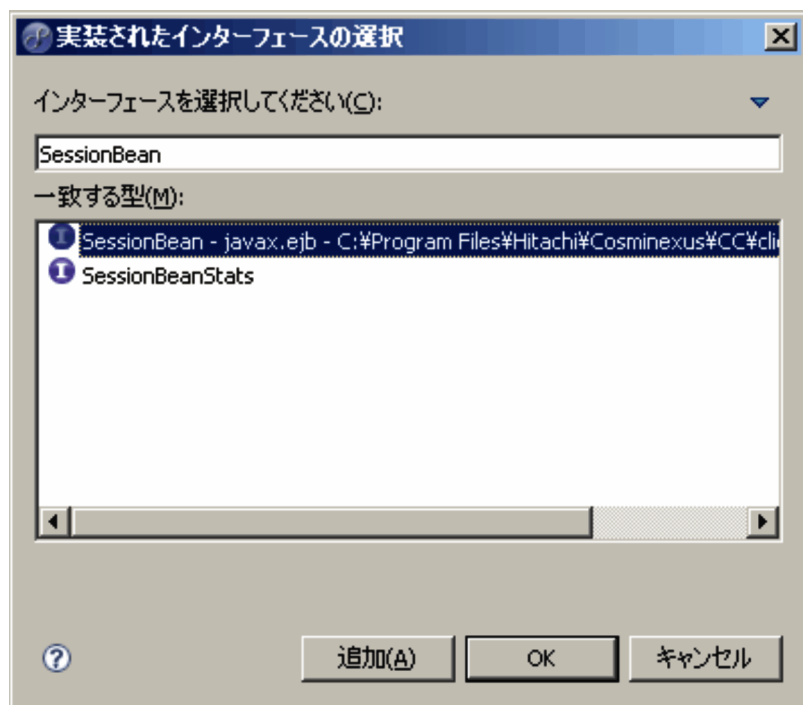 実装されたインターフェースの選択
インターフェースを選択してください(C):
SessionBean
一致する型(M):
SessionBean - javax.ejb - C:¥Program Files¥Hitachi¥Cosminexus¥CC¥cli
SessionBeanStats
追加(A) OK キャンセル